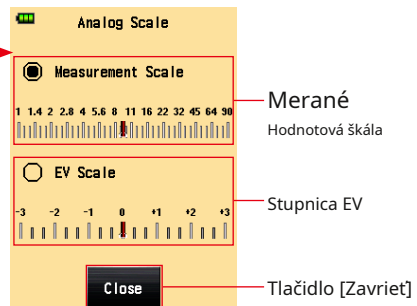 Analog Scale
Measurement Scale
1 1.4 2 2.8 4 5.6 8 11 16 22 32 45 64 90
Merané
Hodnotová škála
EV Scale
-3 -2 -1 0 +1 +2 +3
Stupnica EV
Close
Tlačidlo [Zavriet]